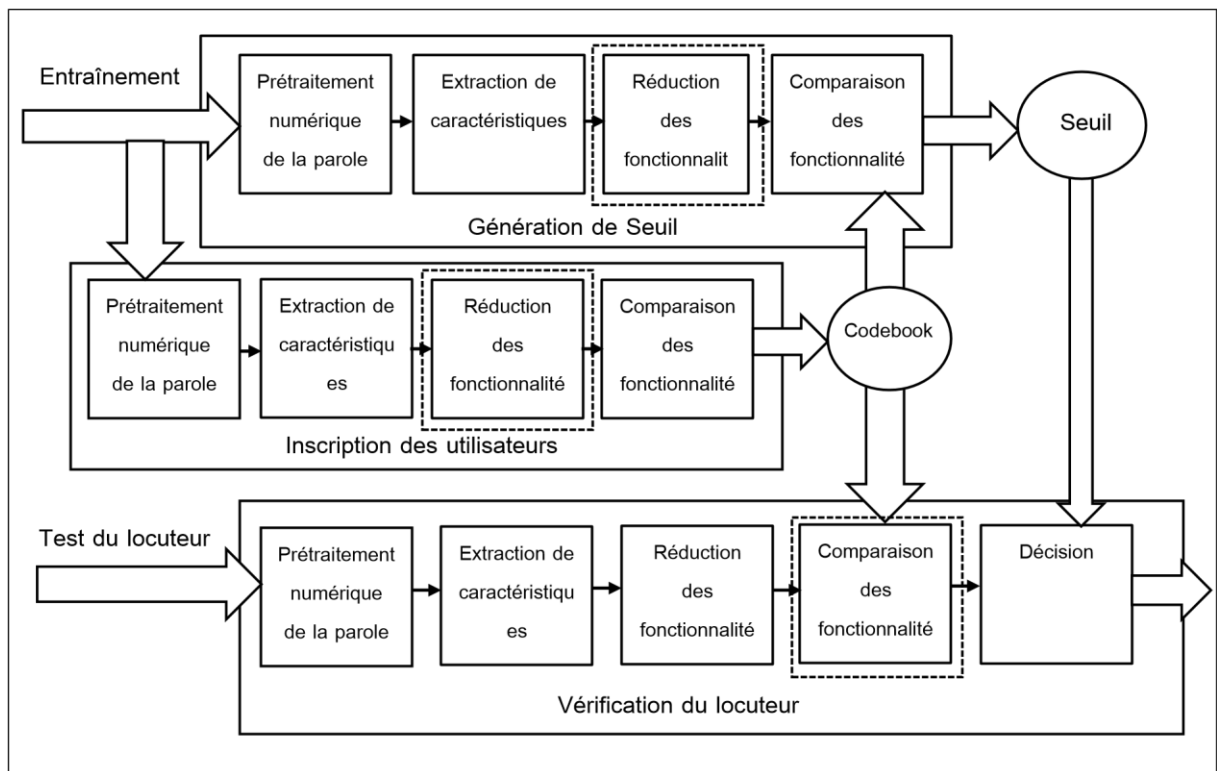 Entraînement
Prétraitement
numérique
de la parole
Extraction de
caractéristiques
Réduction
des
fonctionnalit
Comparaison
des
fonctionnalité
Seuil
Génération de Seuil
Prétraitement
numérique
de la parole
Extraction de
caractéristiqu
es
Réduction
des
fonctionnalité
Comparaison
des
fonctionnalité
Codebook
Inscription des utilisateurs
Test du locuteur
Prétraitement
numérique
de la parole
Extraction de
caractéristiqu
es
Réduction
des
fonctionnalité
Comparaison
des
fonctionnalité
Décision
Vérification du locuteur